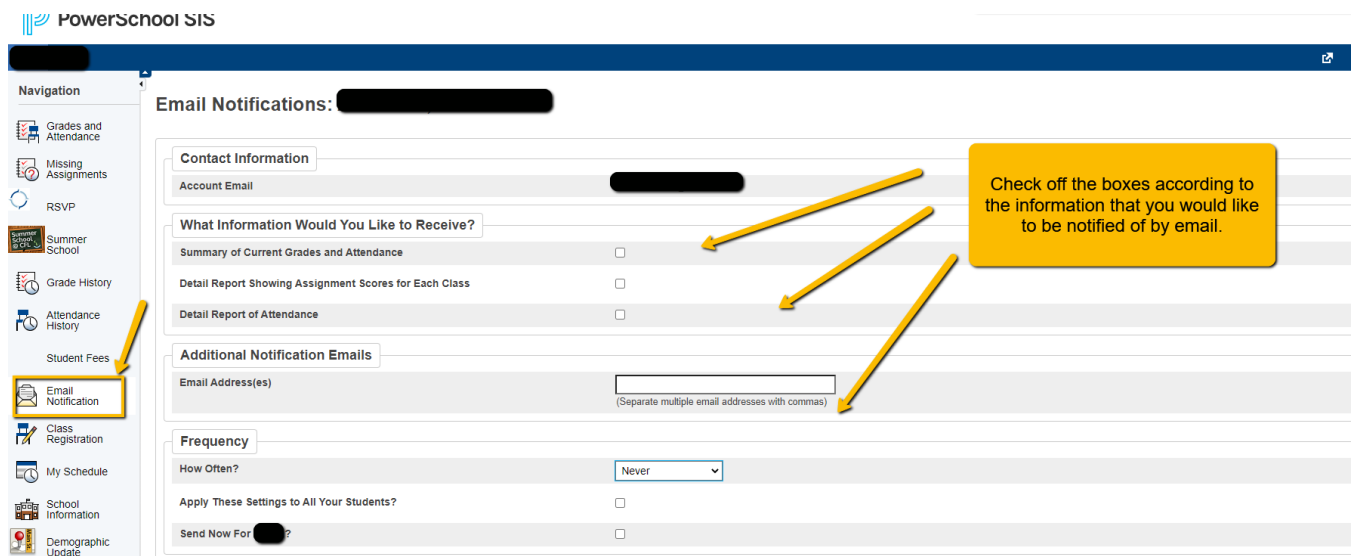 PowerSchool SIS
Navigation
Grades and
Attendance
Missing
Assignments
RSVP
Summer
School
@ CFL
Summer
School
Grade History
Attendance
History
Student Fees
Email
Notification
Class
Registration
My Schedule
School
Information
Demographic
Update
Email Notifications:
Contact Information
Account Email
What Information Would You Like to Receive?
Summary of Current Grades and Attendance
Detail Report Showing Assignment Scores for Each Class
Detail Report of Attendance
Additional Notification Emails
Email Address(es)
(Separate multiple email addresses with commas)
Frequency
How Often?
Never
Apply These Settings to All Your Students?
Send Now For ?
Check off the boxes according to
the information that you would like
to be notified of by email.